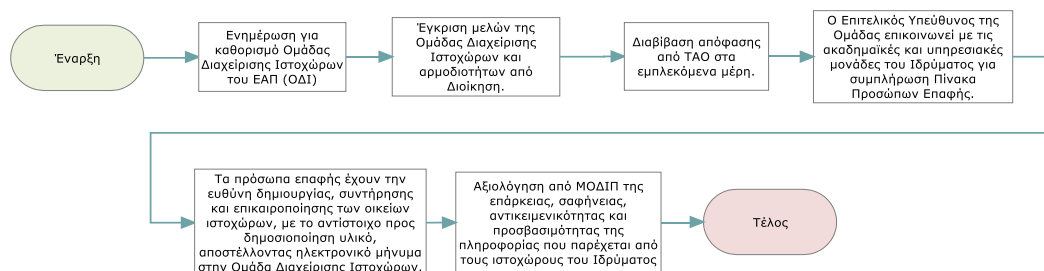 Έναρξη
Ενημέρωση για
καθορισμό Ομάδας
Διαχείρισης Ιστοχώρων
του ΕΑΠ (ΟΔΙ)
Έγκριση μελών της
Ομάδας Διαχείρισης
Ιστοχώρων και
αρμοδιοτήτων από
Διοίκηση.
Διαβίβαση απόφασης
από ΤΑΟ στα
εμπλεκόμενα μέρη.
Ο Επιτελικός Υπεύθυνος της
Ομάδας επικοινωνεί με τις
ακαδημαϊκές και υπηρεσιακές
μονάδες του Ιδρύματος για
συμπλήρωση Πίνακα
Προσώπων Επαφής.
Τα πρόσωπα επαφής έχουν την
ευθύνη δημιουργίας, συντήρησης
και επικαιροποίησης των οικείων
ιστοχώρων, με το αντίστοιχο προς
δημοσιοποίηση υλικό,
αποστέλλοντας ηλεκτρονικό μήνυμα
στην Ομάδα Διαχείρισης Ιστοχώρων.
Αξιολόγηση από ΜΟΔΙΠ της
επάρκειας, σαφήνειας,
αντικειμενικότητας και
προσβασιμότητας της
πληροφορίας που παρέχεται από
τους ιστοχώρους του Ιδρύματος
Τέλος